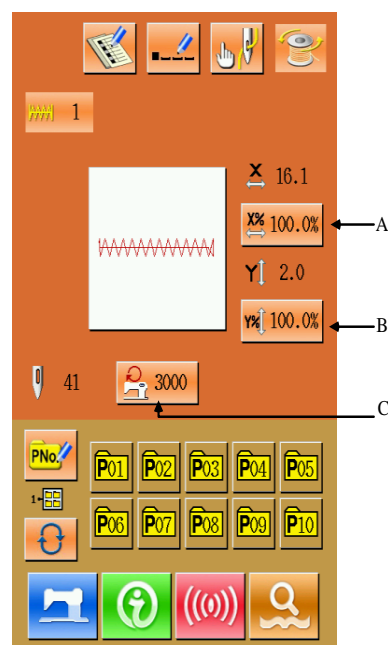 1
X 16.1
X% 100.0% A
Y 2.0
Y% 100.0% B
41 3000
C
PNo.
P01 P02 P03 P04 P05
1-
P06 P07 P08 P09 P10